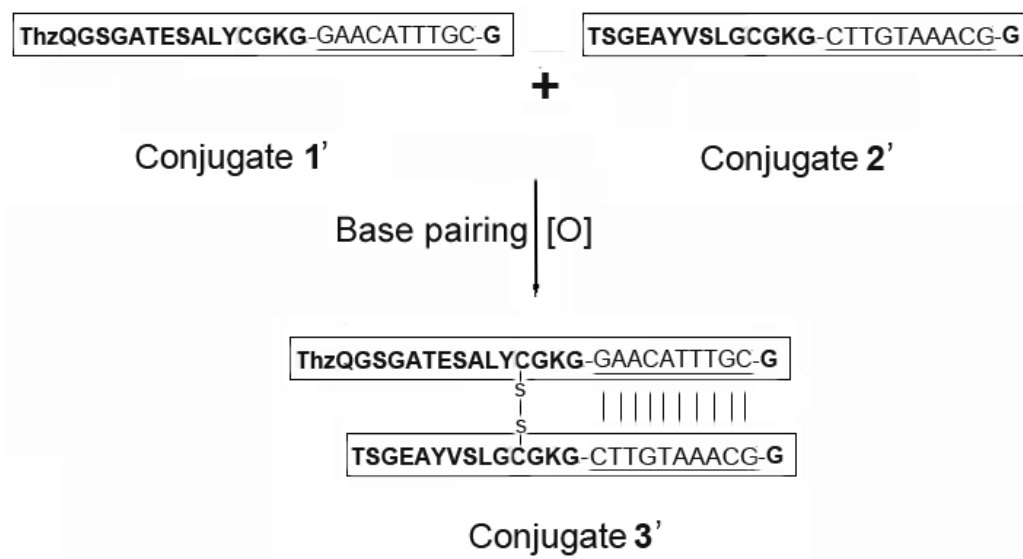 ThzQGSGATESALYCGKG-GAACATTTGC-G
TSGEAYVSLGCGKG-CTTGTAAACG-G
+
Conjugate 1’
Conjugate 2’
Base pairing [O]
ThzQGSGATESALYCGKG-GAACATTTGC-G
S
S
TSGEAYVSLGCGKG-CTTGTAAACG-G
Conjugate 3’